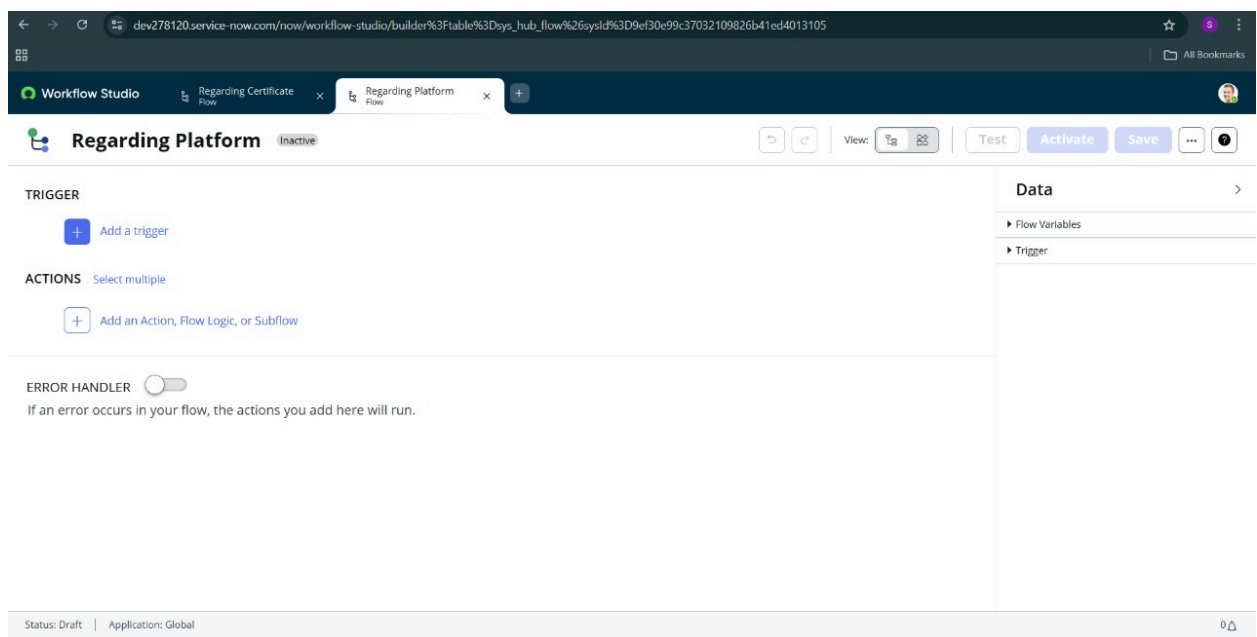 dev278120.service-now.com/now/workflow-studio/builder%3Ftable%3Dsys_hub_flow%26sysId%3D9ef30e99c37032109826b41ed4013105
S
All Bookmarks
Workflow Studio
Regarding Certificate
Flow
Regarding Platform
Flow
Regarding Platform
Inactive
View:
Test
Activate
Save
TRIGGER
Add a trigger
ACTIONS Select multiple
Add an Action, Flow Logic, or Subflow
ERROR HANDLER
If an error occurs in your flow, the actions you add here will run.
Data
Flow Variables
Trigger
Status: Draft | Application: Global
0